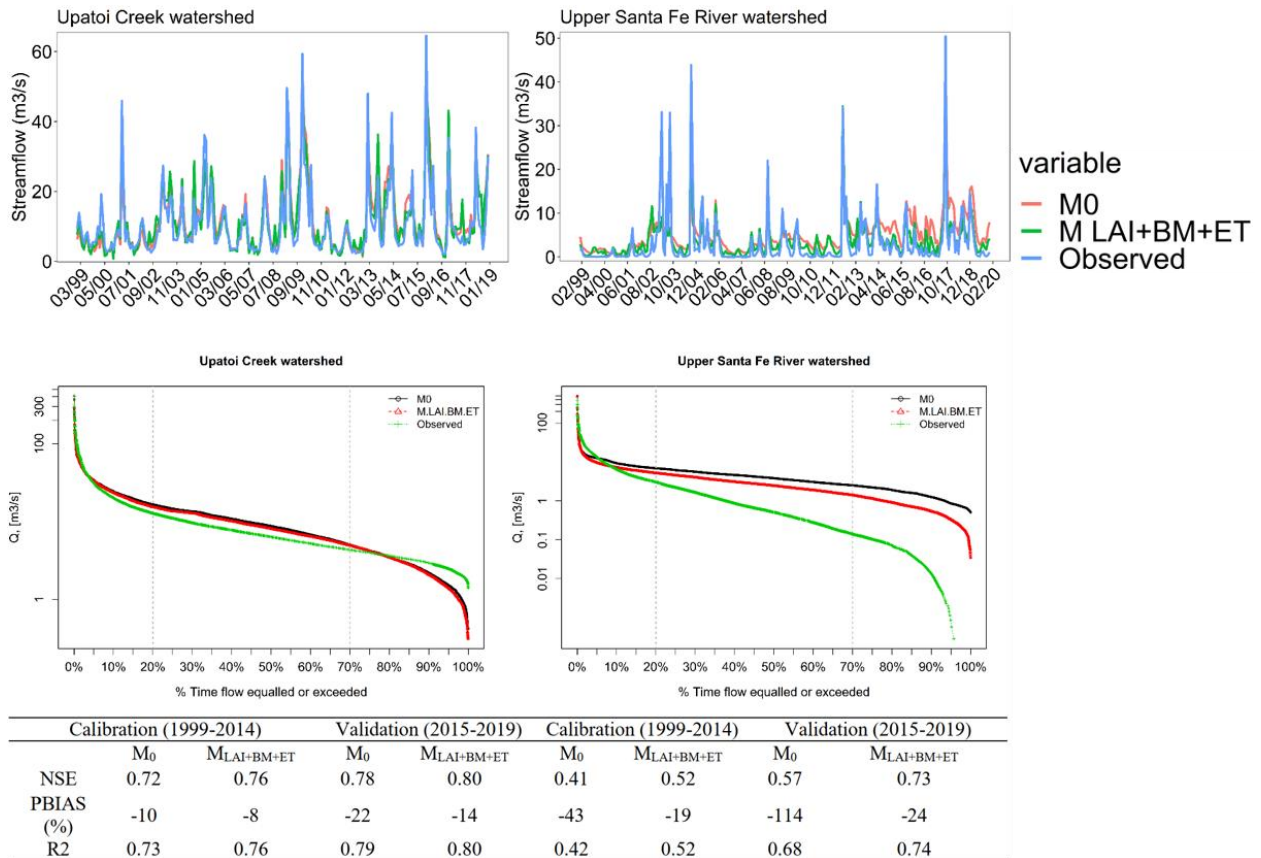 Upatoi Creek watershed
Streamflow (m3/s)
60
40
20
0
03/99 05/00 07/01 09/02 11/03 01/05 03/06 05/07 07/08 09/09 11/10 01/12 03/13 05/14 07/15 09/16 11/17 01/19
Upper Santa Fe River watershed
Streamflow (m3/s)
50
40
30
20
10
0
02/99 04/00 06/01 08/02 10/03 12/04 02/06 04/07 06/08 08/09 10/10 12/11 02/13 04/14 06/15 08/16 10/17 12/18 02/20
variable
M0
M LAI+BM+ET
Observed
Upatoi Creek watershed
M0
M.LAI.BM.ET
Observed
Q, [m3/s]
300
100
1
0% 10% 20% 30% 40% 50% 60% 70% 80% 90% 100%
% Time flow equalled or exceeded
Upper Santa Fe River watershed
M0
M.LAI.BM.ET
Observed
Q, [m3/s]
100
1
0.1
0.01
0% 10% 20% 30% 40% 50% 60% 70% 80% 90% 100%
% Time flow equalled or exceeded
Calibration (1999-2014) Validation (2015-2019) Calibration (1999-2014) Validation (2015-2019)
M0 MLAI+BM+ET M0 MLAI+BM+ET M0 MLAI+BM+ET M0 MLAI+BM+ET
NSE 0.72 0.76 0.78 0.80 0.41 0.52 0.57 0.73
PBIAS (%) -10 -8 -22 -14 -43 -19 -114 -24
R2 0.73 0.76 0.79 0.80 0.42 0.52 0.68 0.74